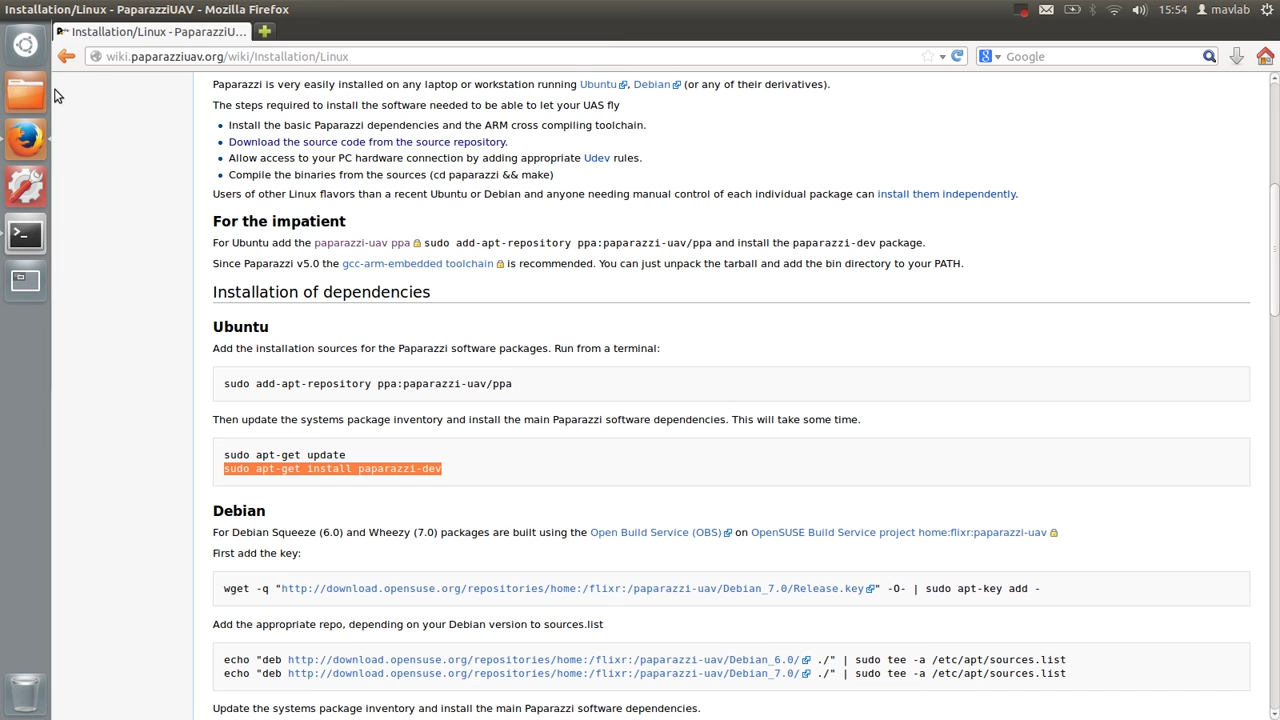 Installation/Linux - PaparazziUAV - Mozilla Firefox
15:54 mavlab
Installation/Linux - PaparazziU...
wiki.paparazziuav.org/wiki/Installation/Linux
Google
Paparazzi is very easily installed on any laptop or workstation running Ubuntu, Debian (or any of their derivatives).
The steps required to install the software needed to be able to let your UAS fly
Install the basic Paparazzi dependencies and the ARM cross compiling toolchain.
Download the source code from the source repository.
Allow access to your PC hardware connection by adding appropriate Udev rules.
Compile the binaries from the sources (cd paparazzi && make)
Users of other Linux flavors than a recent Ubuntu or Debian and anyone needing manual control of each individual package can install them independently.
For the impatient
For Ubuntu add the paparazzi-uav ppa sudo add-apt-repository ppa:paparazzi-uav/ppa and install the paparazzi-dev package.
Since Paparazzi v5.0 the gcc-arm-embedded toolchain is recommended. You can just unpack the tarball and add the bin directory to your PATH.
Installation of dependencies
Ubuntu
Add the installation sources for the Paparazzi software packages. Run from a terminal:
sudo add-apt-repository ppa:paparazzi-uav/ppa
Then update the systems package inventory and install the main Paparazzi software dependencies. This will take some time.
sudo apt-get update
sudo apt-get install paparazzi-dev
Debian
For Debian Squeeze (6.0) and Wheezy (7.0) packages are built using the Open Build Service (OBS) on OpenSUSE Build Service project home:flixr:paparazzi-uav
First add the key:
wget -q "http://download.opensuse.org/repositories/home:/flixr:/paparazzi-uav/Debian_7.0/Release.key" -O- | sudo apt-key add -
Add the appropriate repo, depending on your Debian version to sources.list
echo "deb http://download.opensuse.org/repositories/home:/flixr:/paparazzi-uav/Debian_6.0/ ./" | sudo tee -a /etc/apt/sources.list
echo "deb http://download.opensuse.org/repositories/home:/flixr:/paparazzi-uav/Debian_7.0/ ./" | sudo tee -a /etc/apt/sources.list
Update the systems package inventory and install the main Paparazzi software dependencies.